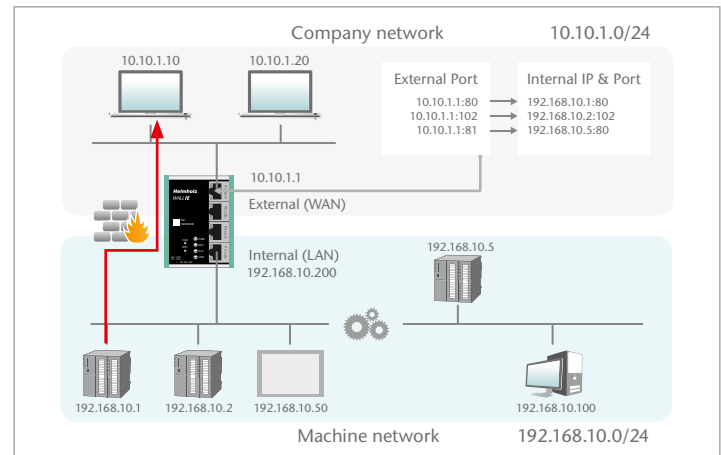 Company network 10.10.1.0/24
10.10.1.10
10.10.1.20
External Port Internal IP & Port
10.10.1.1:80 192.168.10.1:80
10.10.1.1:102 192.168.10.2:102
10.10.1.1:81 192.168.10.5:80
10.10.1.1
External (WAN)
Helmholz
WALL IE
Internal (LAN)
192.168.10.200
192.168.10.5
192.168.10.1
192.168.10.2
192.168.10.50
192.168.10.100
Machine network 192.168.10.0/24